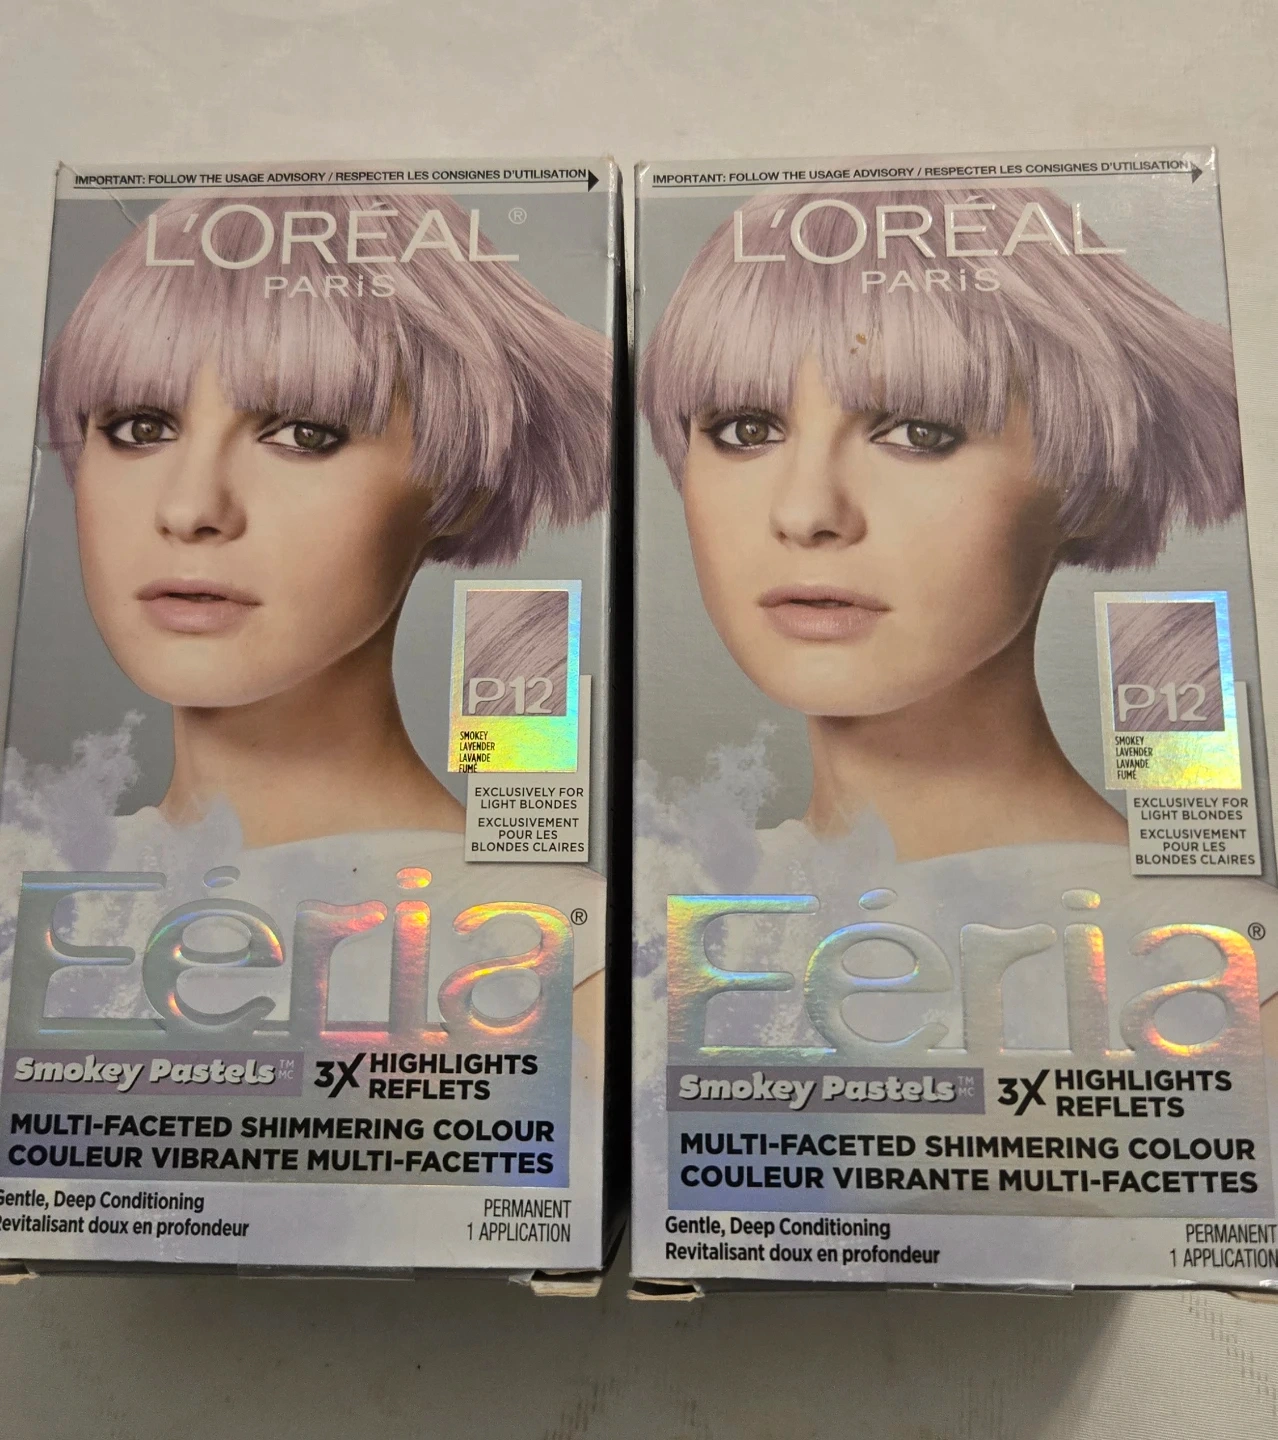 IMPORTANT: FOLLOW THE USAGE ADVISORY / RESPECTER LES CONSIGNES D'UTILISATION
L'ORÉAL®
PARiS
P12
SMOKEY
LAVENDER
LAVANDE
FUMÉ
EXCLUSIVELY FOR
LIGHT BLONDES
EXCLUSIVEMENT
POUR LES
BLONDES CLAIRES
Féria®
Smokey Pastels™ MC 3X HIGHLIGHTS
REFLETS
MULTI-FACETED SHIMMERING COLOUR
COULEUR VIBRANTE MULTI-FACETTES
Gentle, Deep Conditioning
Revitalisant doux en profondeur
PERMANENT
1 APPLICATION
IMPORTANT: FOLLOW THE USAGE ADVISORY / RESPECTER LES CONSIGNES D'UTILISATION
L'ORÉAL
PARiS
P12
SMOKEY
LAVENDER
LAVANDE
FUMÉ
EXCLUSIVELY FOR
LIGHT BLONDES
EXCLUSIVEMENT
POUR LES
BLONDES CLAIRES
Féria®
Smokey Pastels™ MC 3X HIGHLIGHTS
REFLETS
MULTI-FACETED SHIMMERING COLOUR
COULEUR VIBRANTE MULTI-FACETTES
Gentle, Deep Conditioning
Revitalisant doux en profondeur
PERMANENT
1 APPLICATION